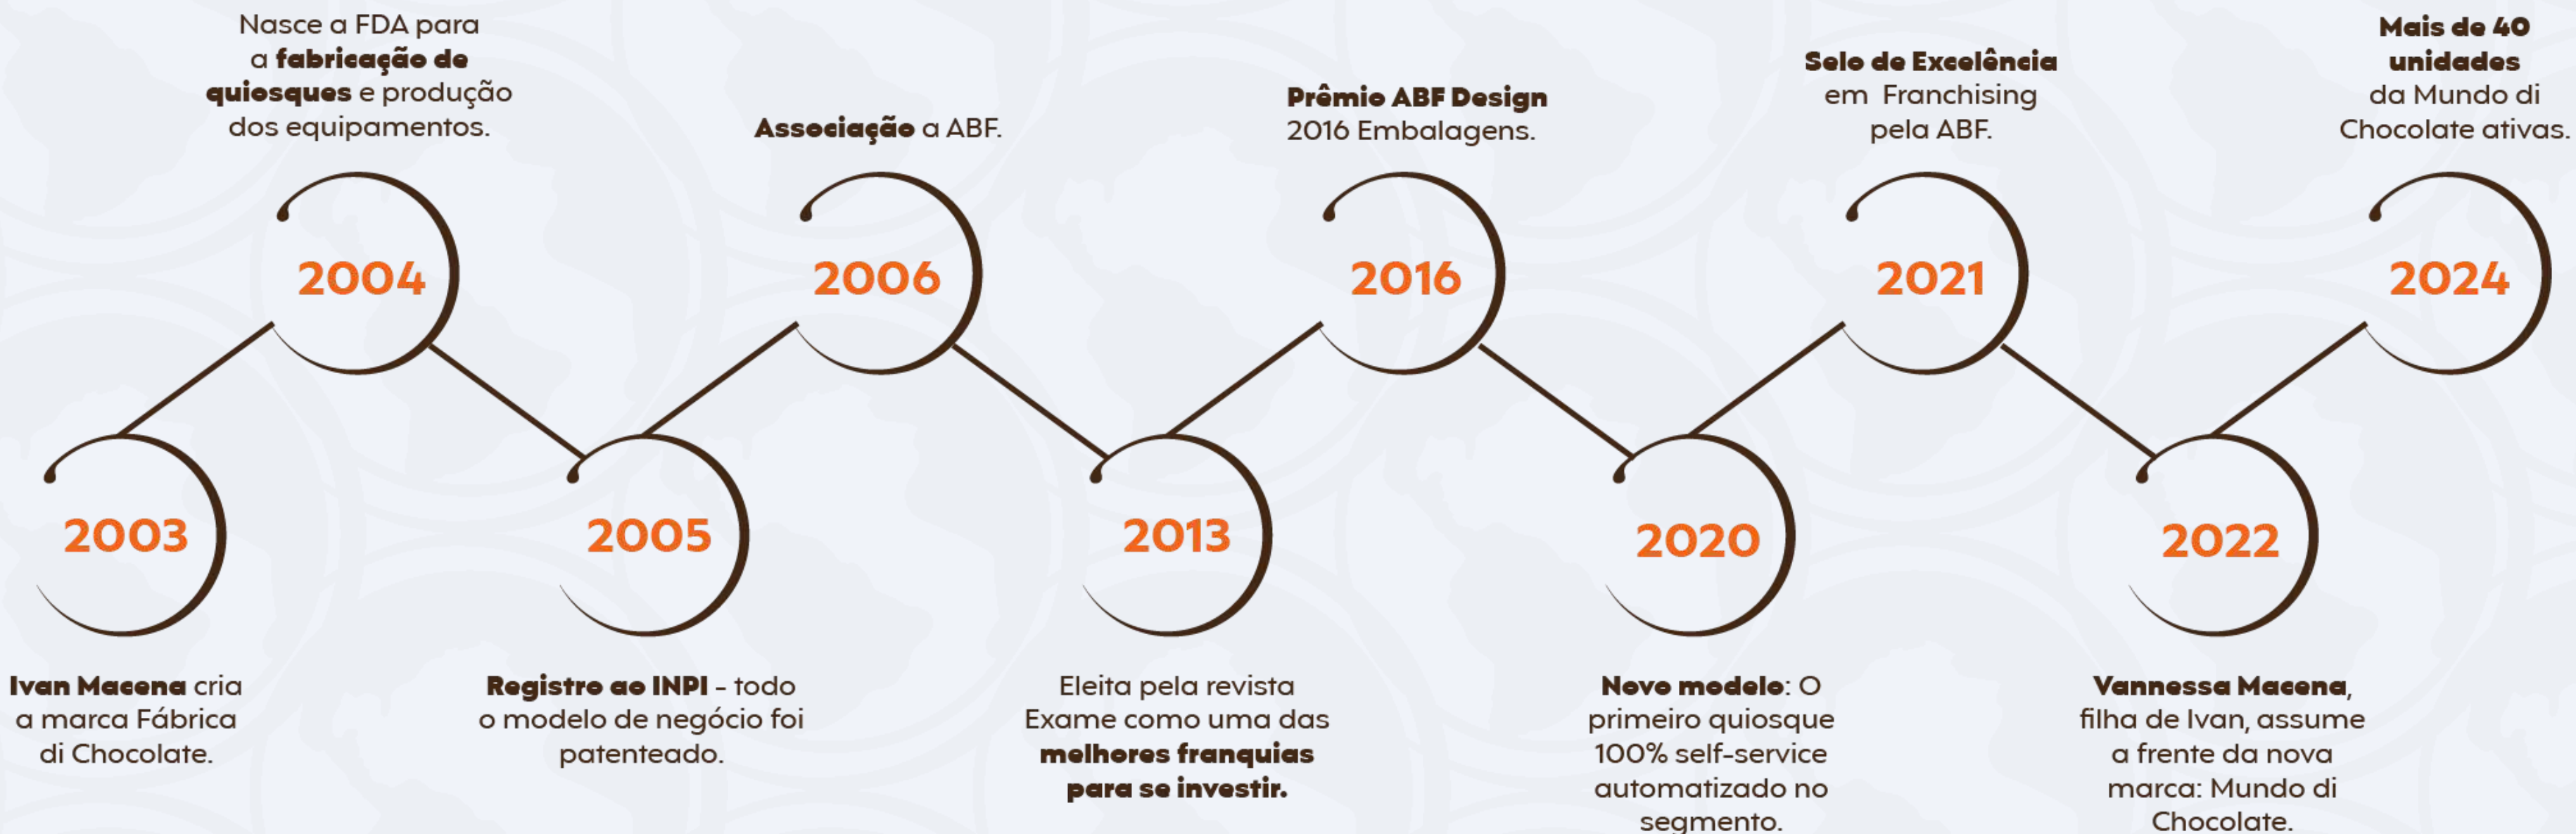 2003
Ivan Macena cria
a marca Fábrica
di Chocolate.
Nasce a FDA para
a fabricação de
quiosques e produção
dos equipamentos.
2004
2005
Registro ao INPI - todo
o modelo de negócio foi
patenteado.
Associação a ABF.
2006
2013
Eleita pela revista
Exame como uma das
melhores franquias
para se investir.
Prêmio ABF Design
2016 Embalagens.
2016
2020
Novo modelo: O
primeiro quiosque
100% self-service
automatizado no
segmento.
Selo de Excelência
em Franchising
pela ABF.
2021
2022
Vannessa Macena,
filha de Ivan, assume
a frente da nova
marca: Mundo di
Chocolate.
Mais de 40
unidades
da Mundo di
Chocolate ativas.
2024